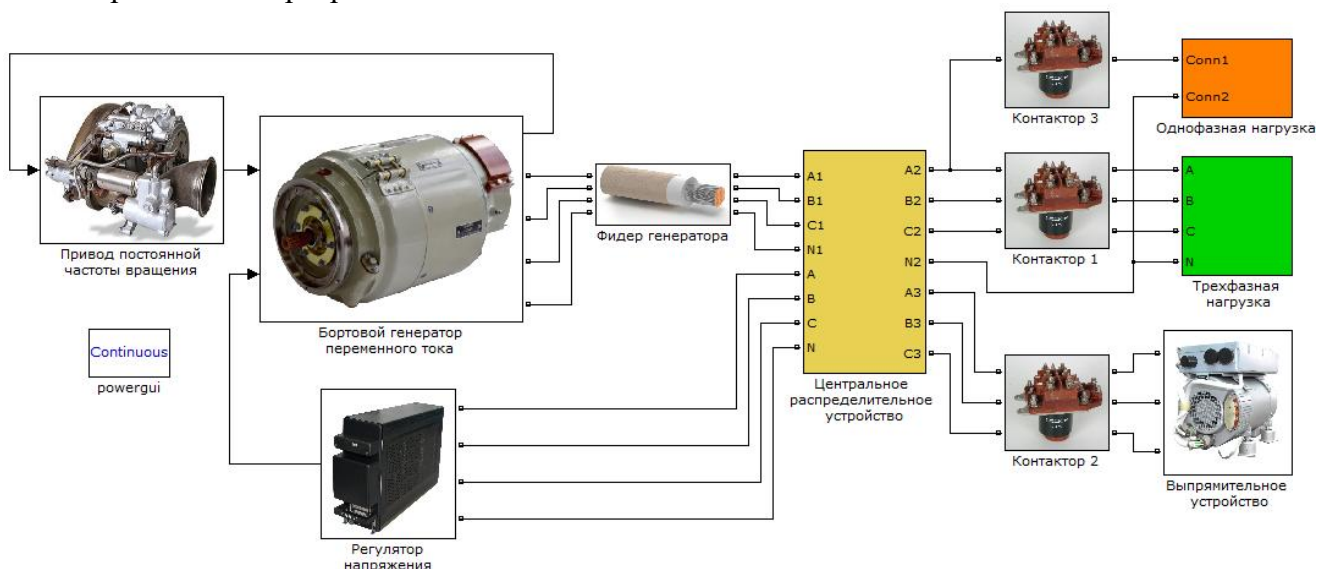 Контактор 3
Conn1
Conn2
Однофазная нагрузка
Привод постоянной
частоты вращения
Бортовой генератор
переменного тока
Фидер генератора
A1
B1
C1
N1
A
B
C
N
A2
B2
C2
N2
A3
B3
C3
Центральное
распределительное
устройство
Контактор 1
A
B
C
N
Трехфазная
нагрузка
Continuous
powergui
Регулятор
напряжения
Контактор 2
Выпрямительное
устройство